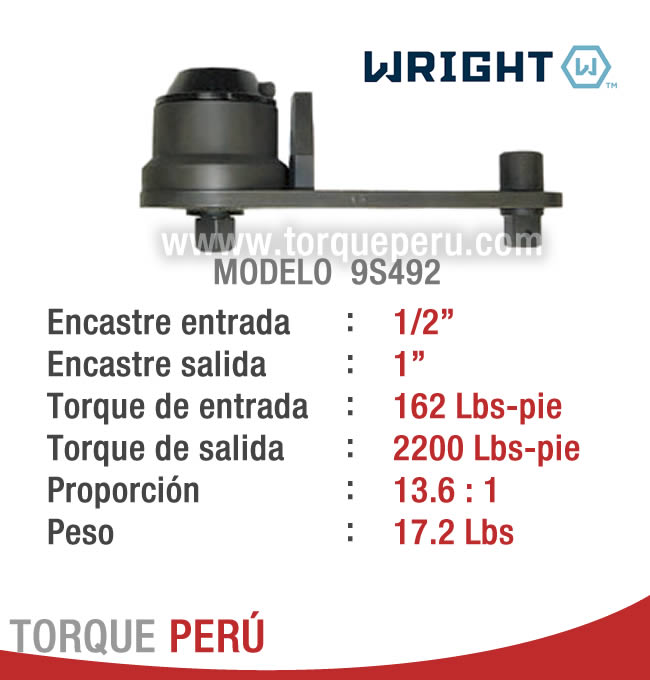 WRIGHT W TM
www.torqueperu.com
MODELO 9S492
Encastre entrada : 1/2”
Encastre salida : 1”
Torque de entrada : 162 Lbs-pie
Torque de salida : 2200 Lbs-pie
Proporción : 13.6 : 1
Peso : 17.2 Lbs
TORQUE PERÚ